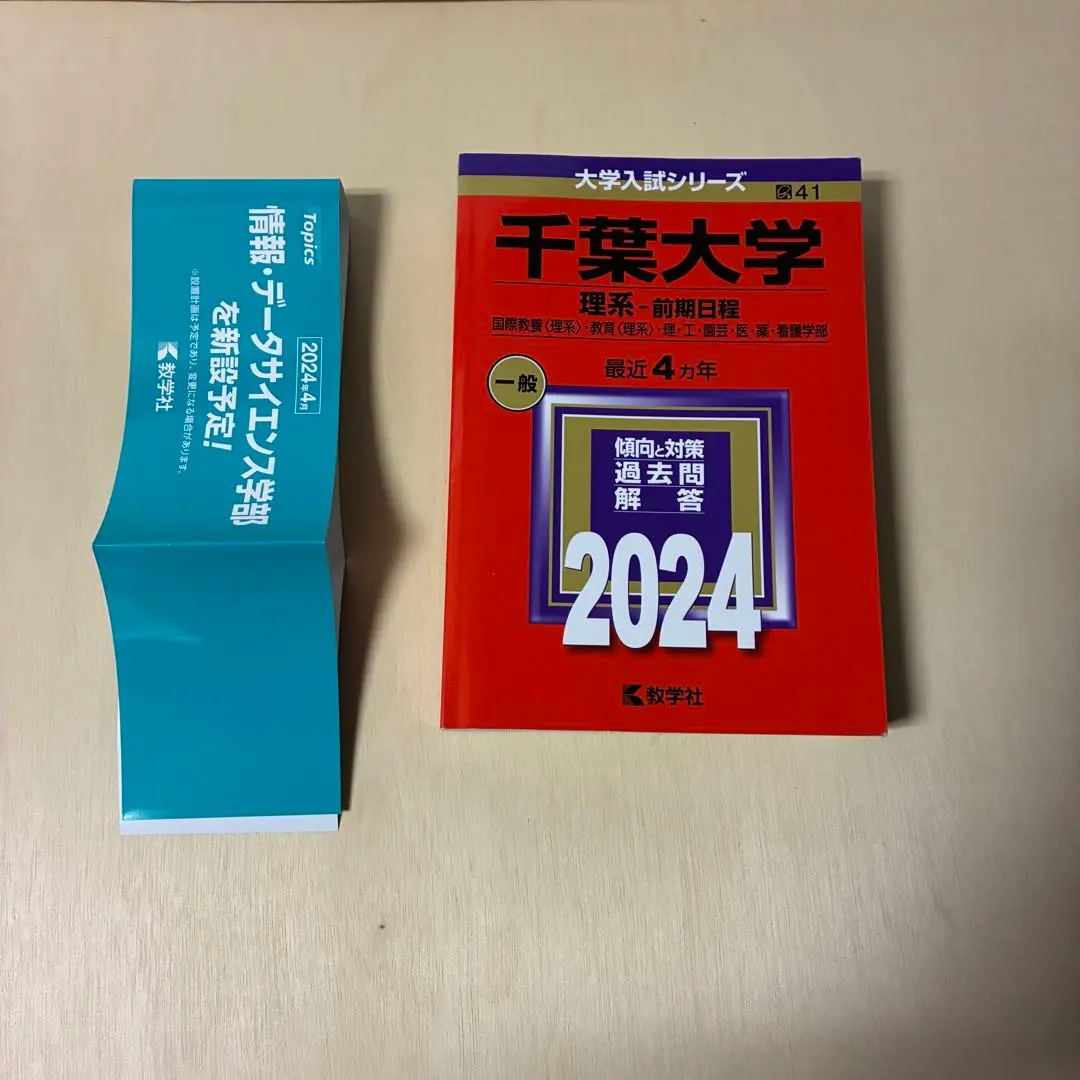 Topics
2024年4月
情報・データサイエンス学部
を新設予定!
※設置計画は予定であり、変更になる場合があります。
教学社
大学入試シリーズ
41
千葉大学
理系-前期日程
国際教養〈理系〉・教育〈理系〉・理・工・園芸・医・薬・看護学部
最近4カ年
一般
傾向と対策
過去問
解答
2024
教学社